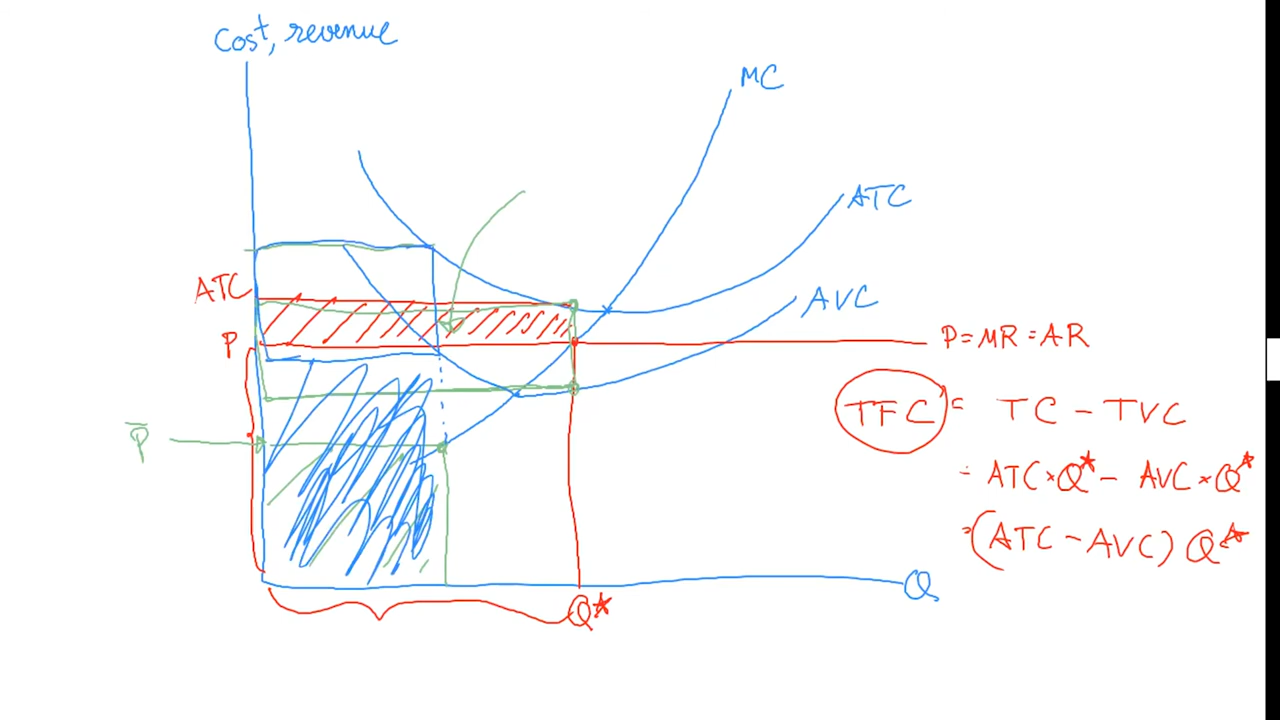 Cost, revenue
MC
ATC
AVC
ATC
P
P = MR = AR
P̅
TFC = TC - TVC
= ATC × Q* - AVC × Q*
= (ATC - AVC) Q*
Q
Q*